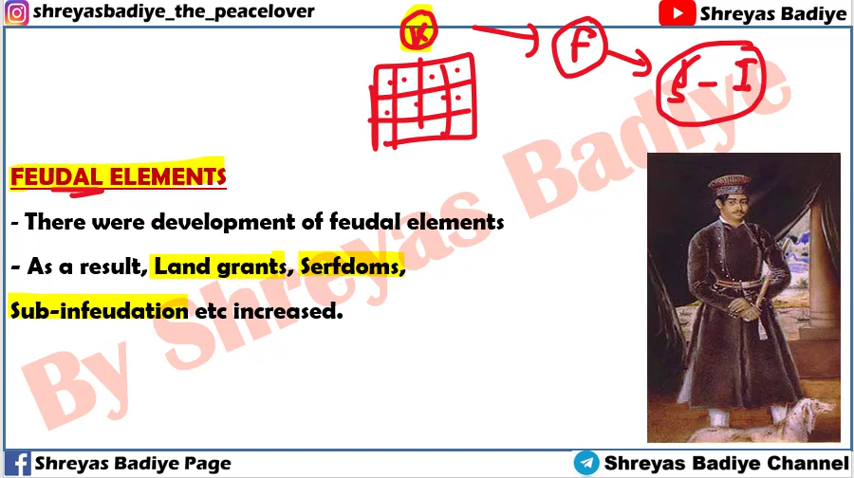 shreyasbadiye_the_peacelover
Shreyas Badiye
K
F
S - I
FEUDAL ELEMENTS
- There were development of feudal elements
- As a result, Land grants, Serfdoms,
Sub-infeudation etc increased.
By Shreyas Badiye
Shreyas Badiye Page
Shreyas Badiye Channel